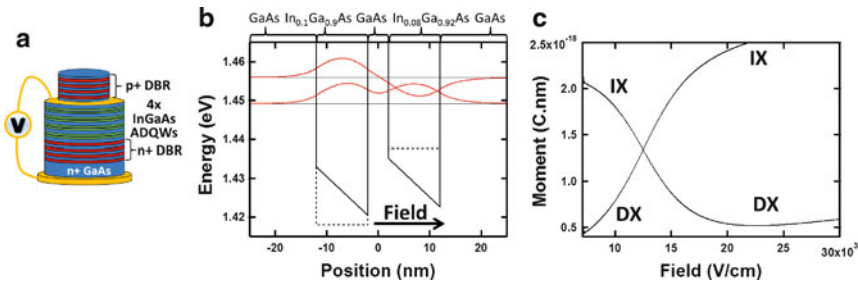 a
p+ DBR
4x
InGaAs
ADQWs
n+ DBR
n+ GaAs
V
b
GaAs In0.1Ga0.9As GaAs In0.08Ga0.92As GaAs
Energy (eV)
1.46
1.45
1.44
1.43
1.42
Field
-20 -10 0 10 20
Position (nm)
c
2.5x10⁻¹⁸
2.0
1.5
1.0
0.5
Moment (C.nm)
IX
IX
DX
DX
10 15 20 25 30x10³
Field (V/cm)